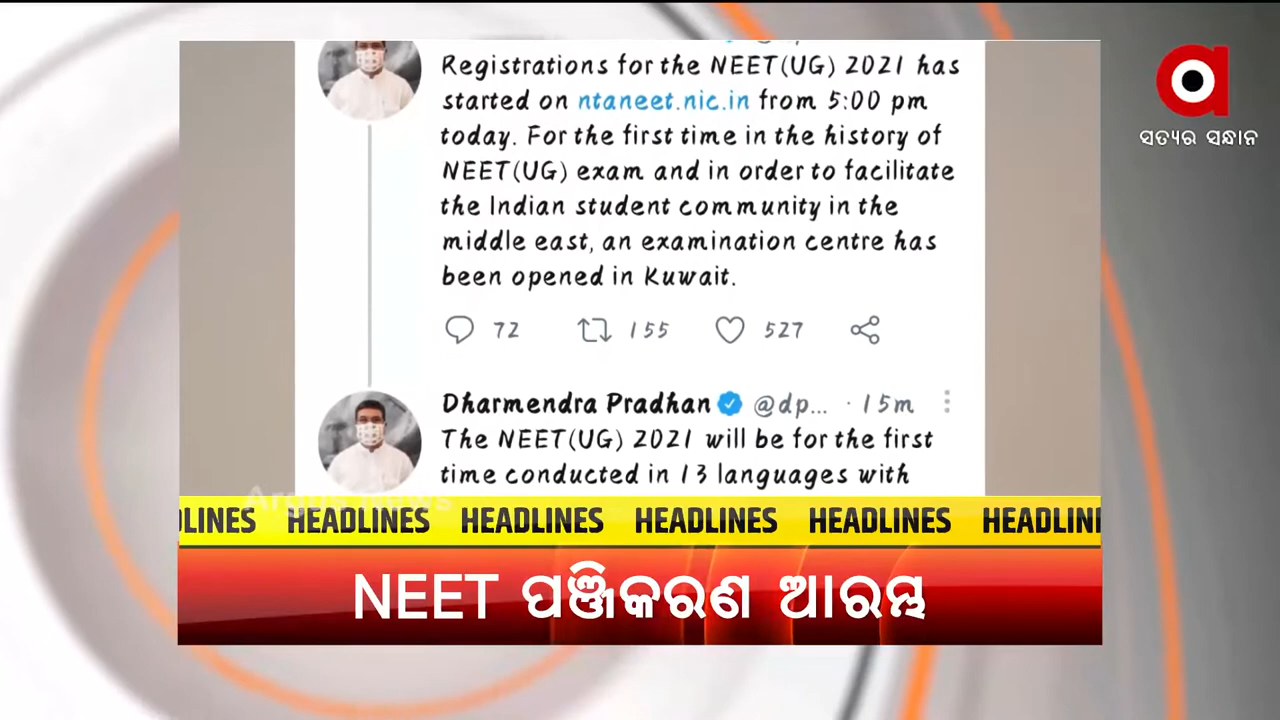 Registrations for the NEET(UG) 2021 has
started on ntaneet.nic.in from 5:00 pm
today. For the first time in the history of
NEET(UG) exam and in order to facilitate
the Indian student community in the
middle east, an examination centre has
been opened in Kuwait.
72 155 527
Dharmendra Pradhan @dp... · 15m
The NEET(UG) 2021 will be for the first
time conducted in 13 languages with
ସତ୍ୟର ସନ୍ଧାନ
Argus News
DLINES HEADLINES HEADLINES HEADLINES HEADLINES HEADLIN
NEET ପଞ୍ଜିକରଣ ଆରମ୍ଭ